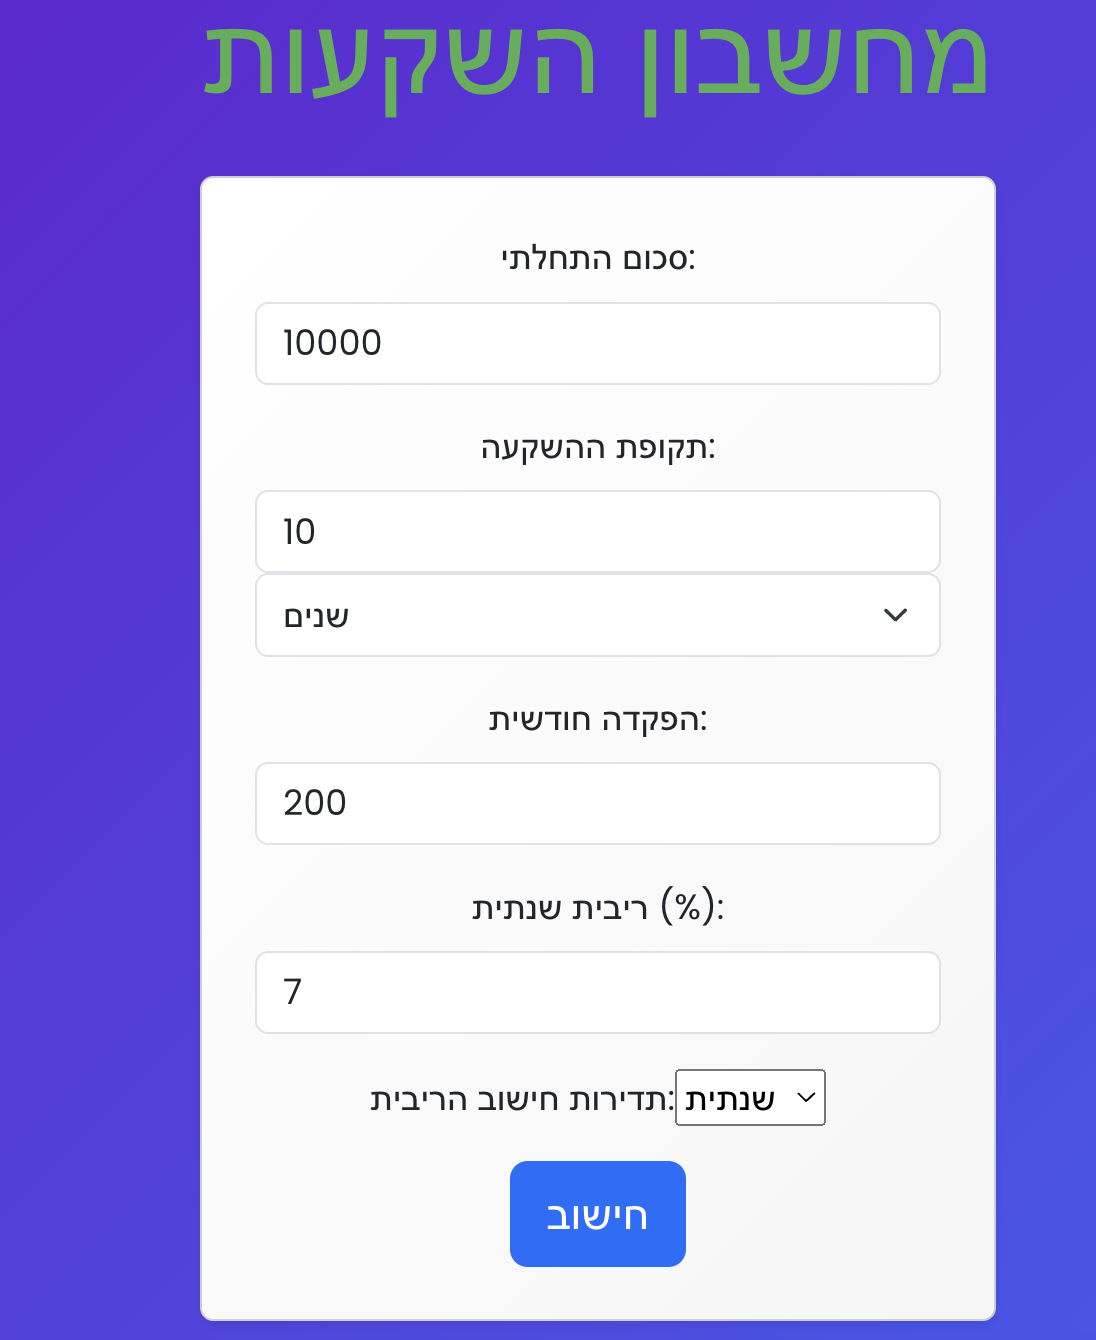 מחשבון השקעות
סכום התחלתי:
10000
תקופת ההשקעה:
10
שנים
הפקדה חודשית:
200
ריבית שנתית (%):
7
תדירות חישוב הריבית:
שנתית
חישוב